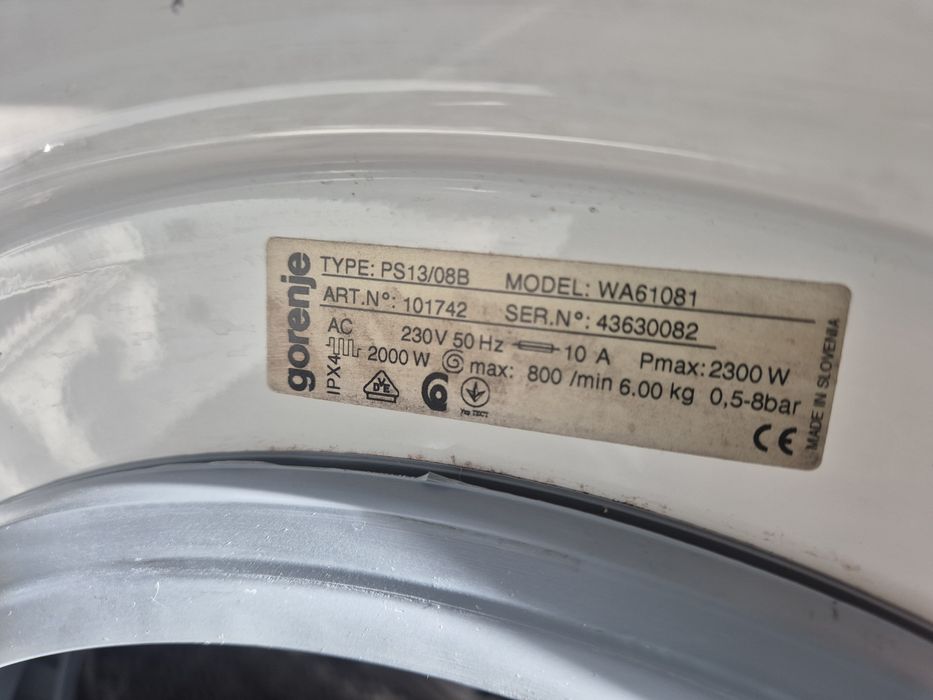 gorenje
TYPE: PS13/08B MODEL: WA61081
ART.N°: 101742 SER.N°: 43630082
AC 230V 50 Hz 10 A Pmax: 2300 W
IPX4 2000 W max: 800 /min 6.00 kg 0,5-8bar
VDE
CE
MADE IN SLOVENIA